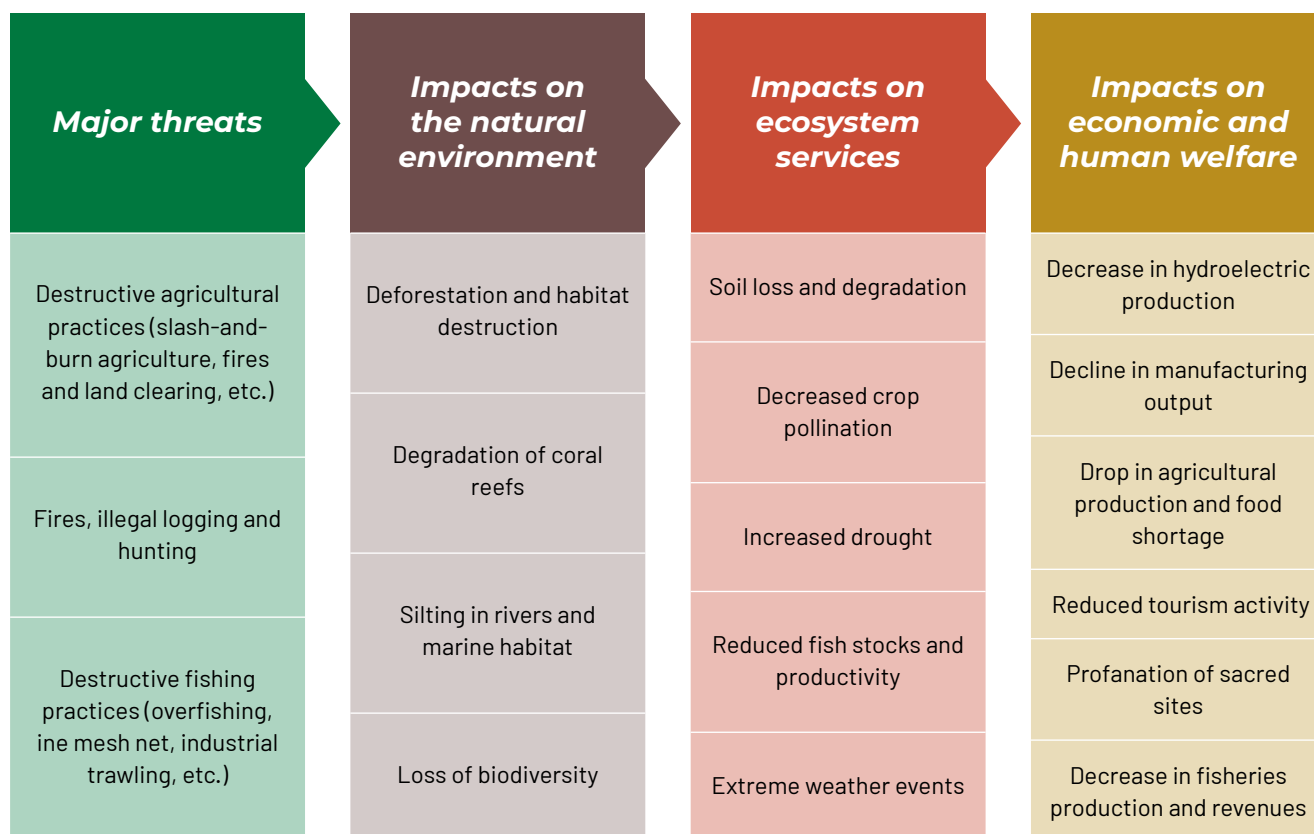 Major threats
Destructive agricultural
practices (slash-and-
burn agriculture, fires
and land clearing, etc.)
Fires, illegal logging and
hunting
Destructive fishing
practices (overfishing,
ine mesh net, industrial
trawling, etc.)
Impacts on
the natural
environment
Deforestation and habitat
destruction
Degradation of coral
reefs
Silting in rivers and
marine habitat
Loss of biodiversity
Impacts on
ecosystem
services
Soil loss and degradation
Decreased crop
pollination
Increased drought
Reduced fish stocks and
productivity
Extreme weather events
Impacts on
economic and
human welfare
Decrease in hydroelectric
production
Decline in manufacturing
output
Drop in agricultural
production and food
shortage
Reduced tourism activity
Profanation of sacred
sites
Decrease in fisheries
production and revenues